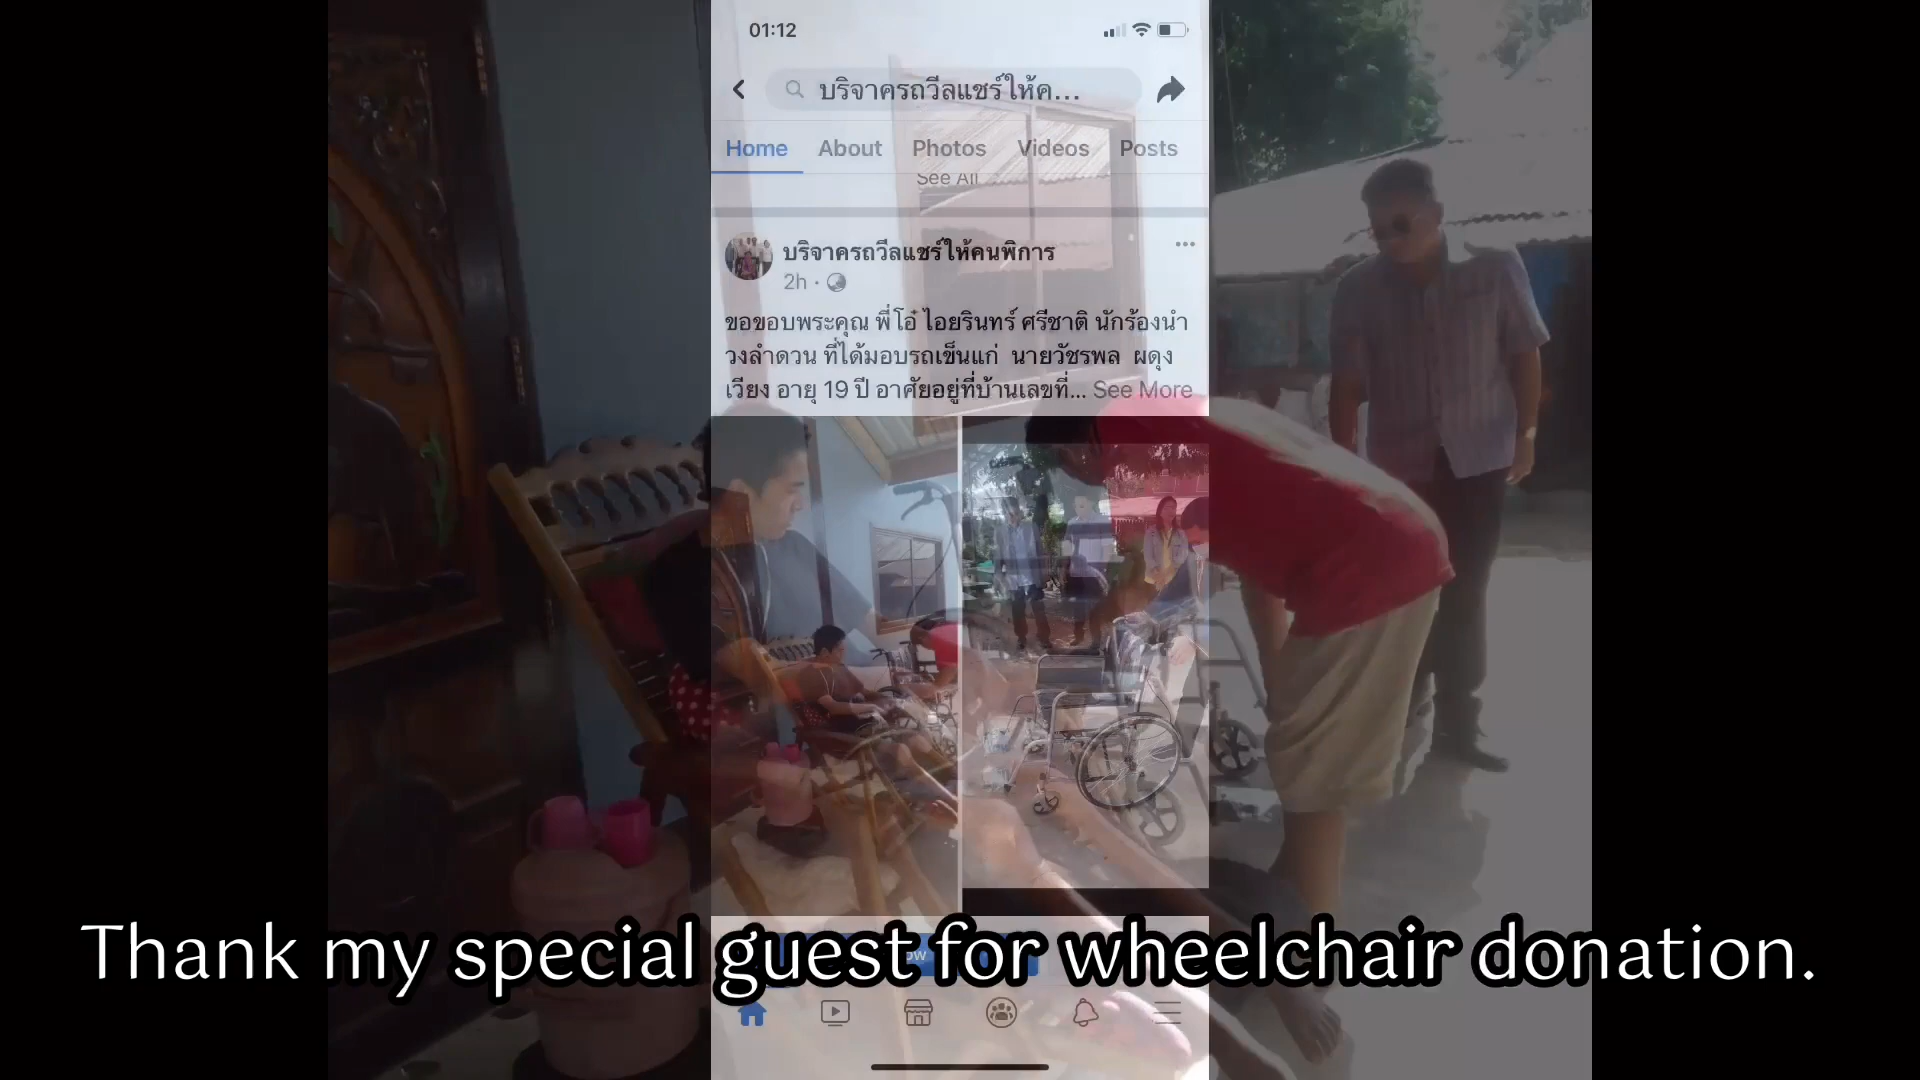 01:12
บริจาครถวีลแชร์ให้ค...
Home About Photos Videos Posts
See All
บริจาครถวีลแชร์ให้คนพิการ
2h
ขอขอบพระคุณ พี่โอ๋ ไอยรินทร์ ศรีชาติ นักร้องนำ
วงลำดวน ที่ได้มอบรถเข็นแก่ นายวัชรพล ผดุง
เวียง อายุ 19 ปี อาศัยอยู่ที่บ้านเลขที่... See More
Thank my special guest for wheelchair donation.